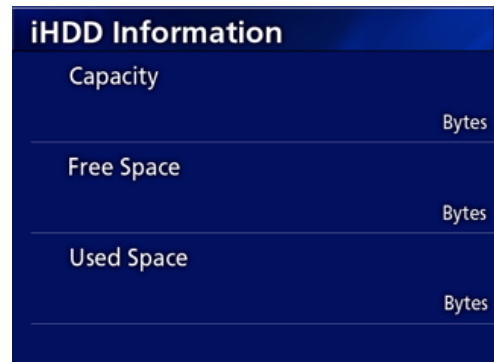 iHDD Information
Capacity
Bytes
Free Space
Bytes
Used Space
Bytes